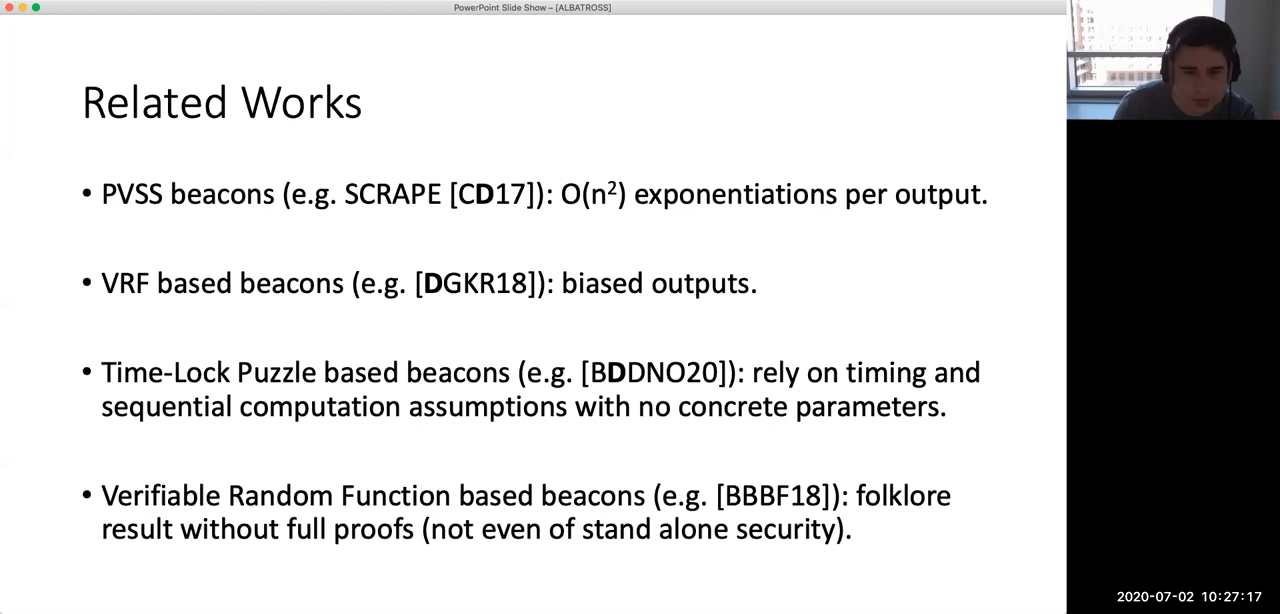 PowerPoint Slide Show – [ALBATROSS]
Related Works
• PVSS beacons (e.g. SCRAPE [CD17]): O(n²) exponentiations per output.
• VRF based beacons (e.g. [DGKR18]): biased outputs.
• Time-Lock Puzzle based beacons (e.g. [BDDNO20]): rely on timing and
sequential computation assumptions with no concrete parameters.
• Verifiable Random Function based beacons (e.g. [BBBF18]): folklore
result without full proofs (not even of stand alone security).
2020-07-02 10:27:17